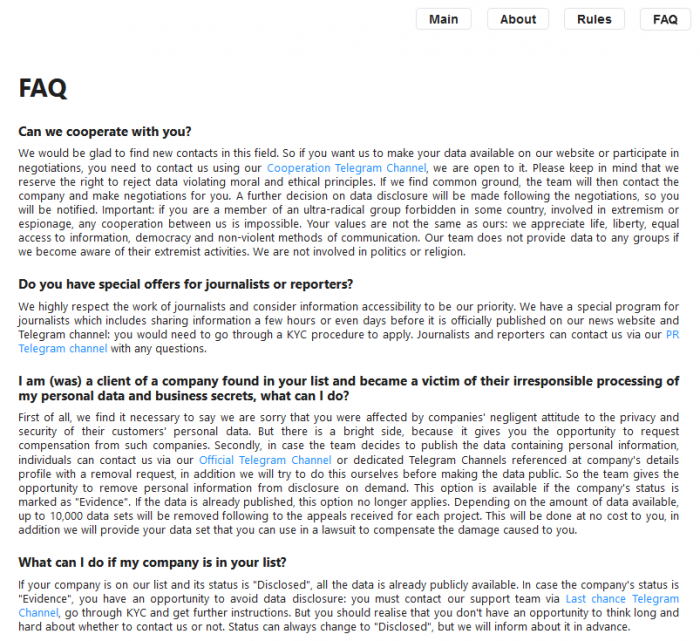 Main About Rules FAQ
FAQ
Can we cooperate with you?
We would be glad to find new contacts in this field. So if you want us to make your data available on our website or participate in
negotiations, you need to contact us using our Cooperation Telegram Channel, we are open to it. Please keep in mind that we
reserve the right to reject data violating moral and ethical principles. If we find common ground, the team will then contact the
company and make negotiations for you. A further decision on data disclosure will be made following the negotiations, so you
will be notified. Important: if you are a member of an ultra-radical group forbidden in some country, involved in extremism or
espionage, any cooperation between us is impossible. Your values are not the same as ours: we appreciate life, liberty, equal
access to information, democracy and non-violent methods of communication. Our team does not provide data to any groups if
we become aware of their extremist activities. We are not involved in politics or religion.
Do you have special offers for journalists or reporters?
We highly respect the work of journalists and consider information accessibility to be our priority. We have a special program for
journalists which includes sharing information a few hours or even days before it is officially published on our news website and
Telegram channel: you would need to go through a KYC procedure to apply. Journalists and reporters can contact us via our PR
Telegram channel with any questions.
I am (was) a client of a company found in your list and became a victim of their irresponsible processing of
my personal data and business secrets, what can I do?
First of all, we find it necessary to say we are sorry that you were affected by companies' negligent attitude to the privacy and
security of their customers' personal data. But there is a bright side, because it gives you the opportunity to request
compensation from such companies. Secondly, in case the team decides to publish the data containing personal information,
individuals can contact us via our Official Telegram Channel or dedicated Telegram Channels referenced at company's details
profile with a removal request, in addition we will try to do this ourselves before making the data public. So the team gives the
opportunity to remove personal information from disclosure on demand. This option is available if the company's status is
marked as "Evidence". If the data is already published, this option no longer applies. Depending on the amount of data available,
up to 10,000 data sets will be removed following to the appeals received for each project. This will be done at no cost to you, in
addition we will provide your data set that you can use in a lawsuit to compensate the damage caused to you.
What can I do if my company is in your list?
If your company is on our list and its status is "Disclosed", all the data is already publicly available. In case the company's status is
"Evidence", you have an opportunity to avoid data disclosure: you must contact our support team via Last chance Telegram
Channel, go through KYC and get further instructions. But you should realise that you don't have an opportunity to think long and
hard about whether to contact us or not. Status can always change to "Disclosed", but we will inform about it in advance.